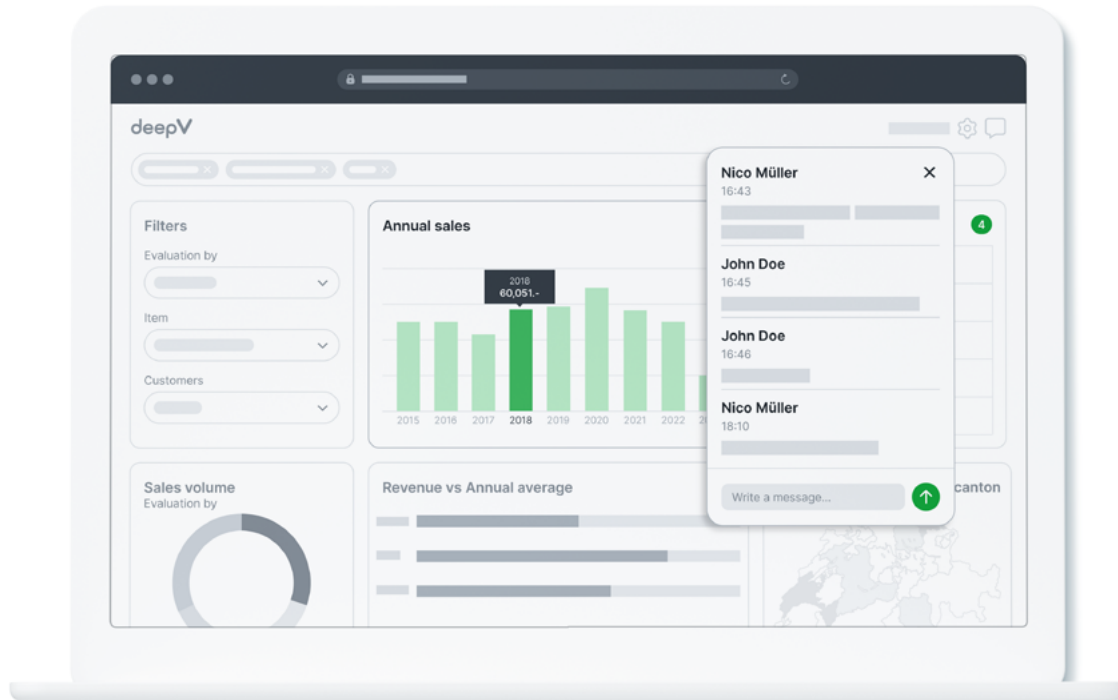 deepV
Filters
Evaluation by
Item
Customers
Annual sales
2018
60,051.-
2015 2016 2017 2018 2019 2020 2021 2022
4
Nico Müller
16:43
John Doe
16:45
John Doe
16:46
Nico Müller
18:10
Write a message...
Sales volume
Evaluation by
Revenue vs Annual average
canton